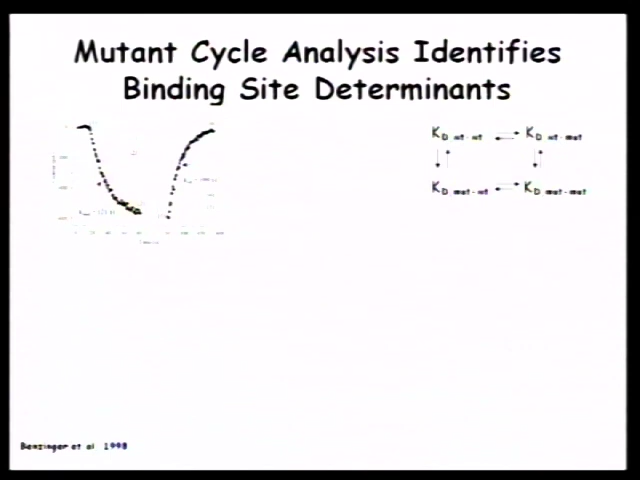 Mutant Cycle Analysis Identifies
Binding Site Determinants
KD wt-wt KD wt-mut
KD mut-wt KD mut-mut
Benzinger et al 1998